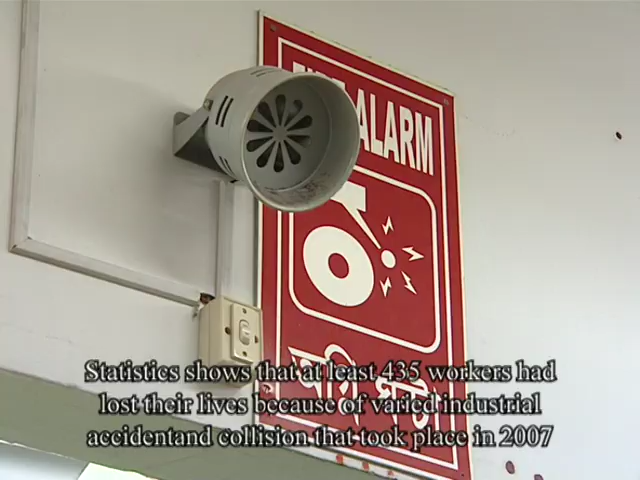 ALARM
Statistics shows that at least 435 workers had
lost their lives because of varied industrial
accidentand collision that took place in 2007